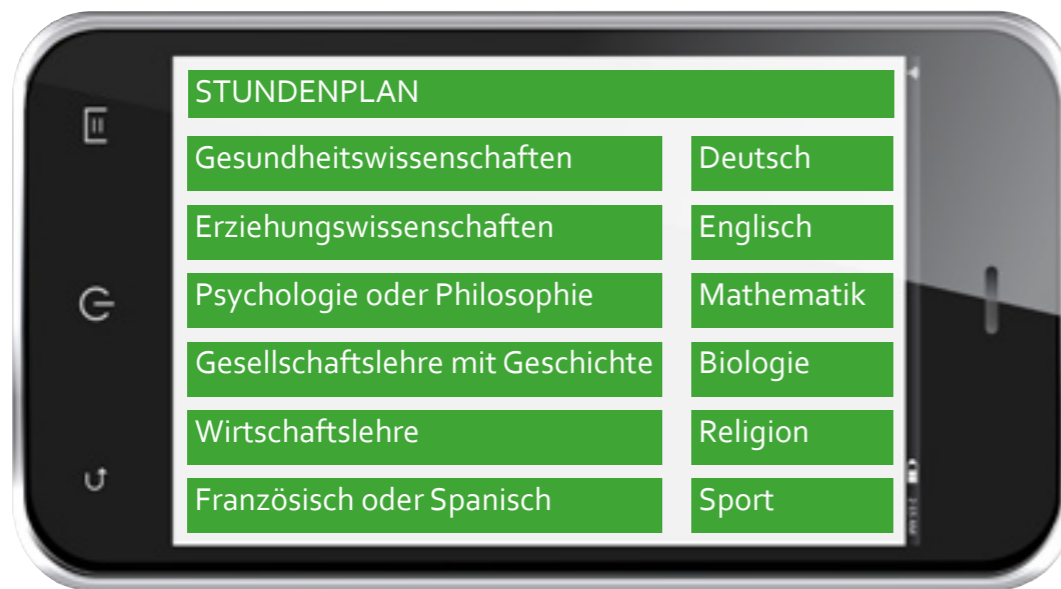 STUNDENPLAN
Gesundheitswissenschaften
Deutsch
Erziehungswissenschaften
Englisch
Psychologie oder Philosophie
Mathematik
Gesellschaftslehre mit Geschichte
Biologie
Wirtschaftslehre
Religion
Französisch oder Spanisch
Sport